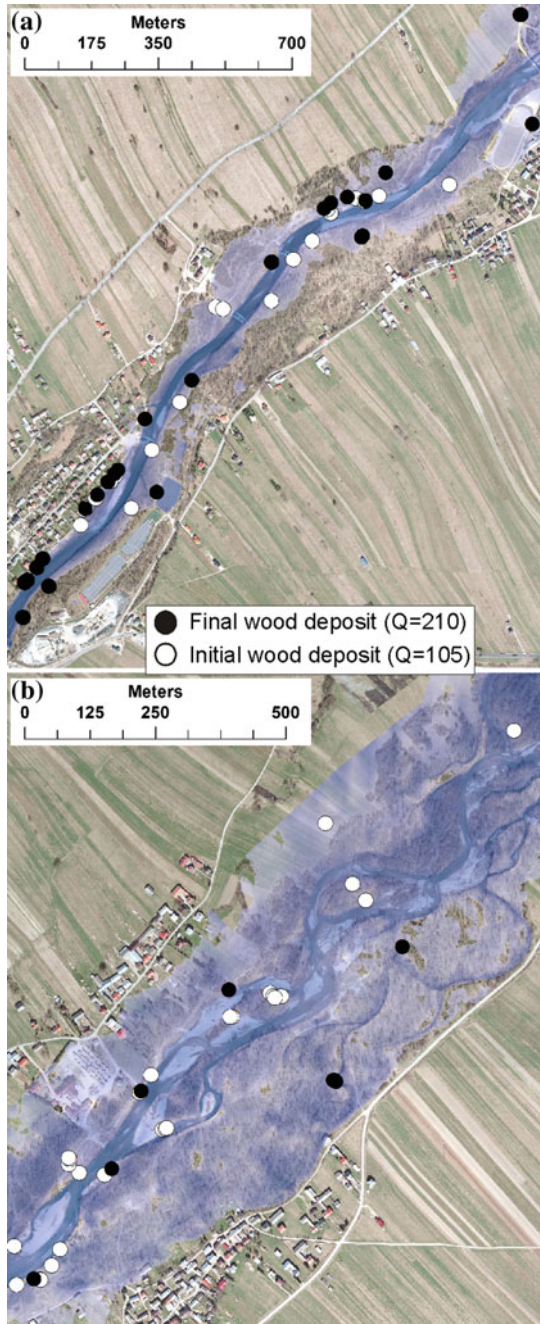 (a)
Meters
0 175 350 700
Final wood deposit (Q=210)
Initial wood deposit (Q=105)
(b)
Meters
0 125 250 500